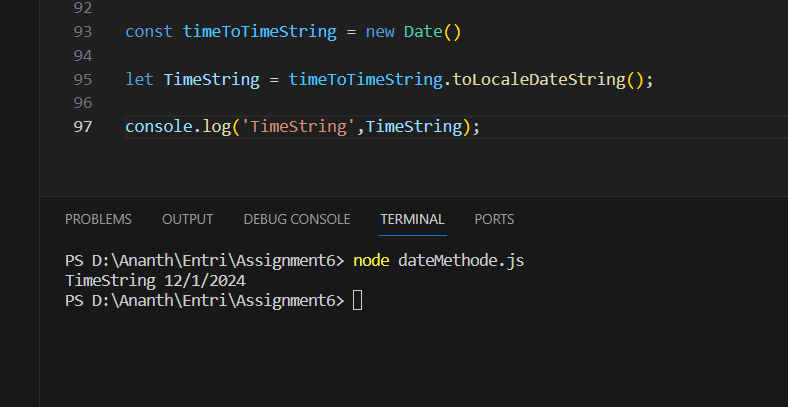 92
93 const timeToTimeString = new Date()
94
95 let TimeString = timeToTimeString.toLocaleDateString();
96
97 console.log('TimeString',TimeString);
PROBLEMS OUTPUT DEBUG CONSOLE TERMINAL PORTS
PS D:\Ananth\Entri\Assignment6> node dateMethode.js
TimeString 12/1/2024
PS D:\Ananth\Entri\Assignment6>